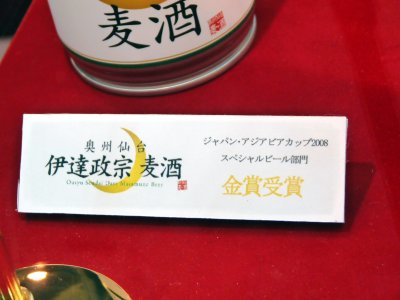 麦酒
奥州仙台
伊達政宗麦酒
Ousyu Sendai Date Masamune Beer
ジャパン・アジアビアカップ2008
スペシャルビール部門
金賞受賞